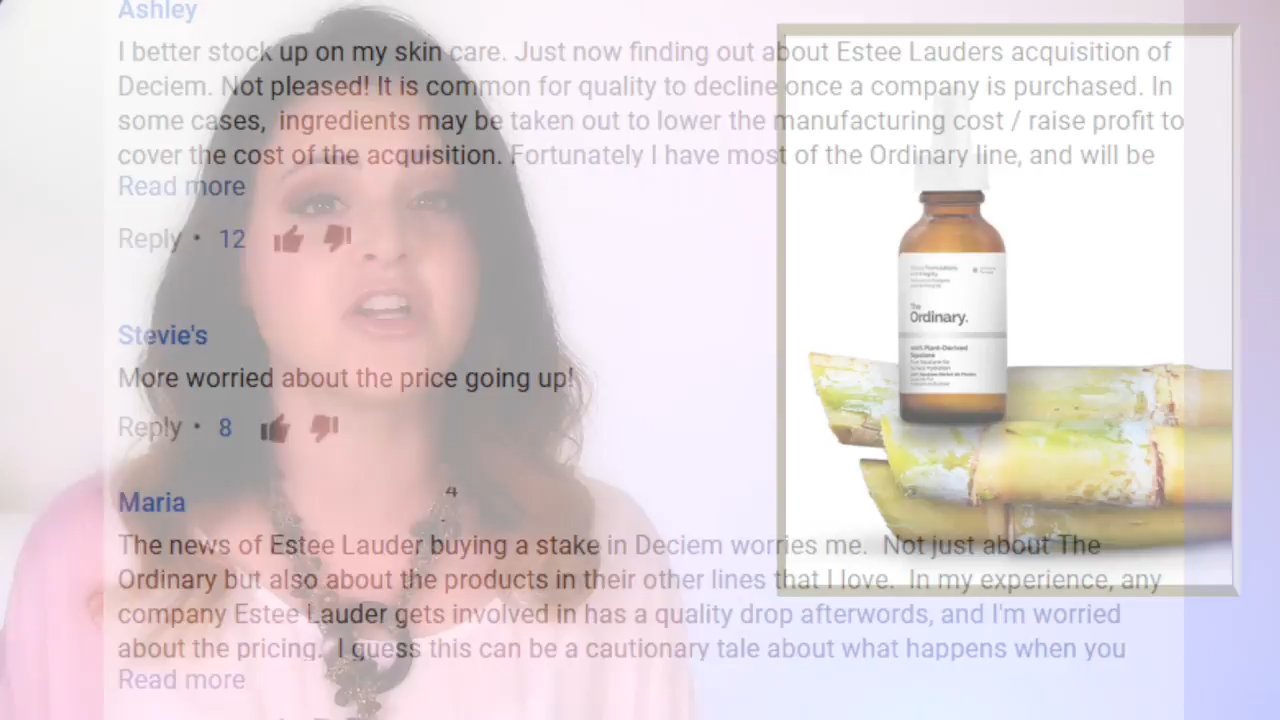 Ashley
I better stock up on my skin care. Just now finding out about Estee Lauders acquisition of
Deciem. Not pleased! It is common for quality to decline once a company is purchased. In
some cases, ingredients may be taken out to lower the manufacturing cost / raise profit to
cover the cost of the acquisition. Fortunately I have most of the Ordinary line, and will be
Read more
Reply • 12
The
Ordinary.
Stevie's
More worried about the price going up!
100% Plant-Derived
Squalane
Reply • 8
Maria
The news of Estee Lauder buying a stake in Deciem worries me. Not just about The
Ordinary but also about the products in their other lines that I love. In my experience, any
company Estee Lauder gets involved in has a quality drop afterwords, and I'm worried
about the pricing. I guess this can be a cautionary tale about what happens when you
Read more